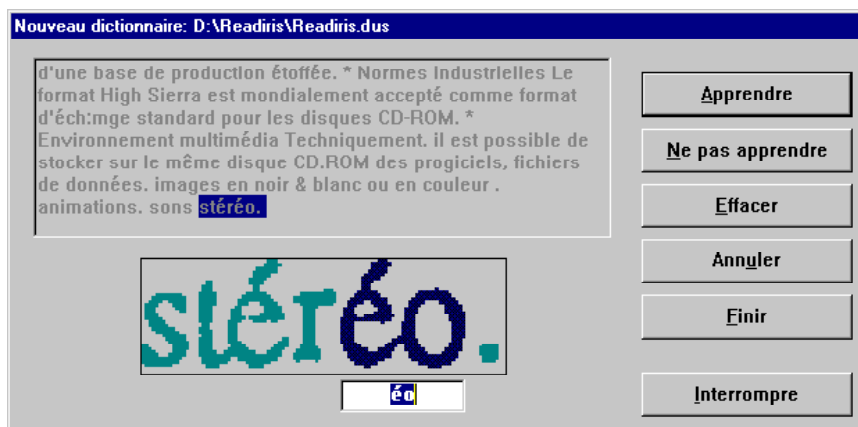 Nouveau dictionnaire: D:\Readiris\Readiris.dus
d'une base de production étoffée. * Normes Industrielles Le
format High Sierra est mondialement accepté comme format
d'éch:mge standard pour les disques CD-ROM. *
Environnement multimédia Techniquement. il est possible de
stocker sur le même disque CD.ROM des progiciels, fichiers
de données. images en noir & blanc ou en couleur .
animations. sons stéréo.
stéréo.
éo
Apprendre
Ne pas apprendre
Effacer
Annuler
Finir
Interrompre